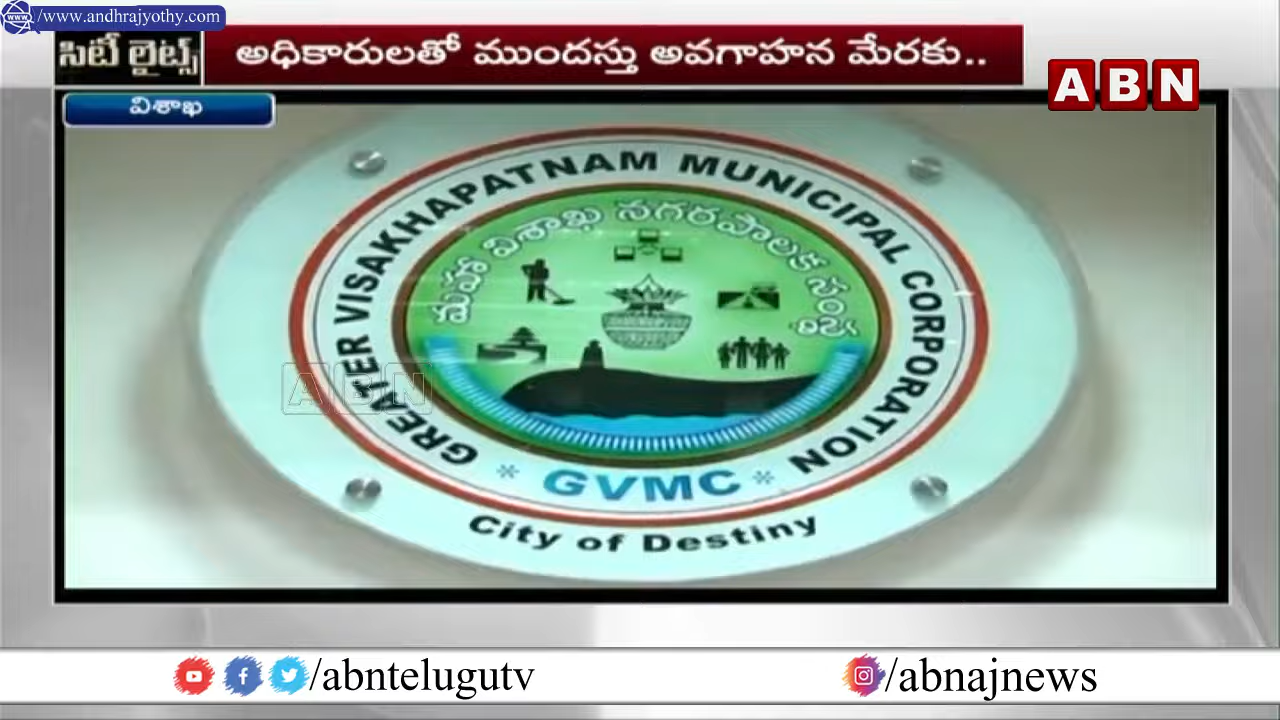 www./www.andhrajyothy.com
సిటీ లైట్స్
అధికారులతో ముందస్తు అవగాహన మేరకు..
ABN
విశాఖ
GREATER VISAKHAPATNAM MUNICIPAL CORPORATION
మహా విశాఖ నగరపాలక సంస్థ
* GVMC *
City of Destiny
ABN
/abntelugutv
/abnajnews